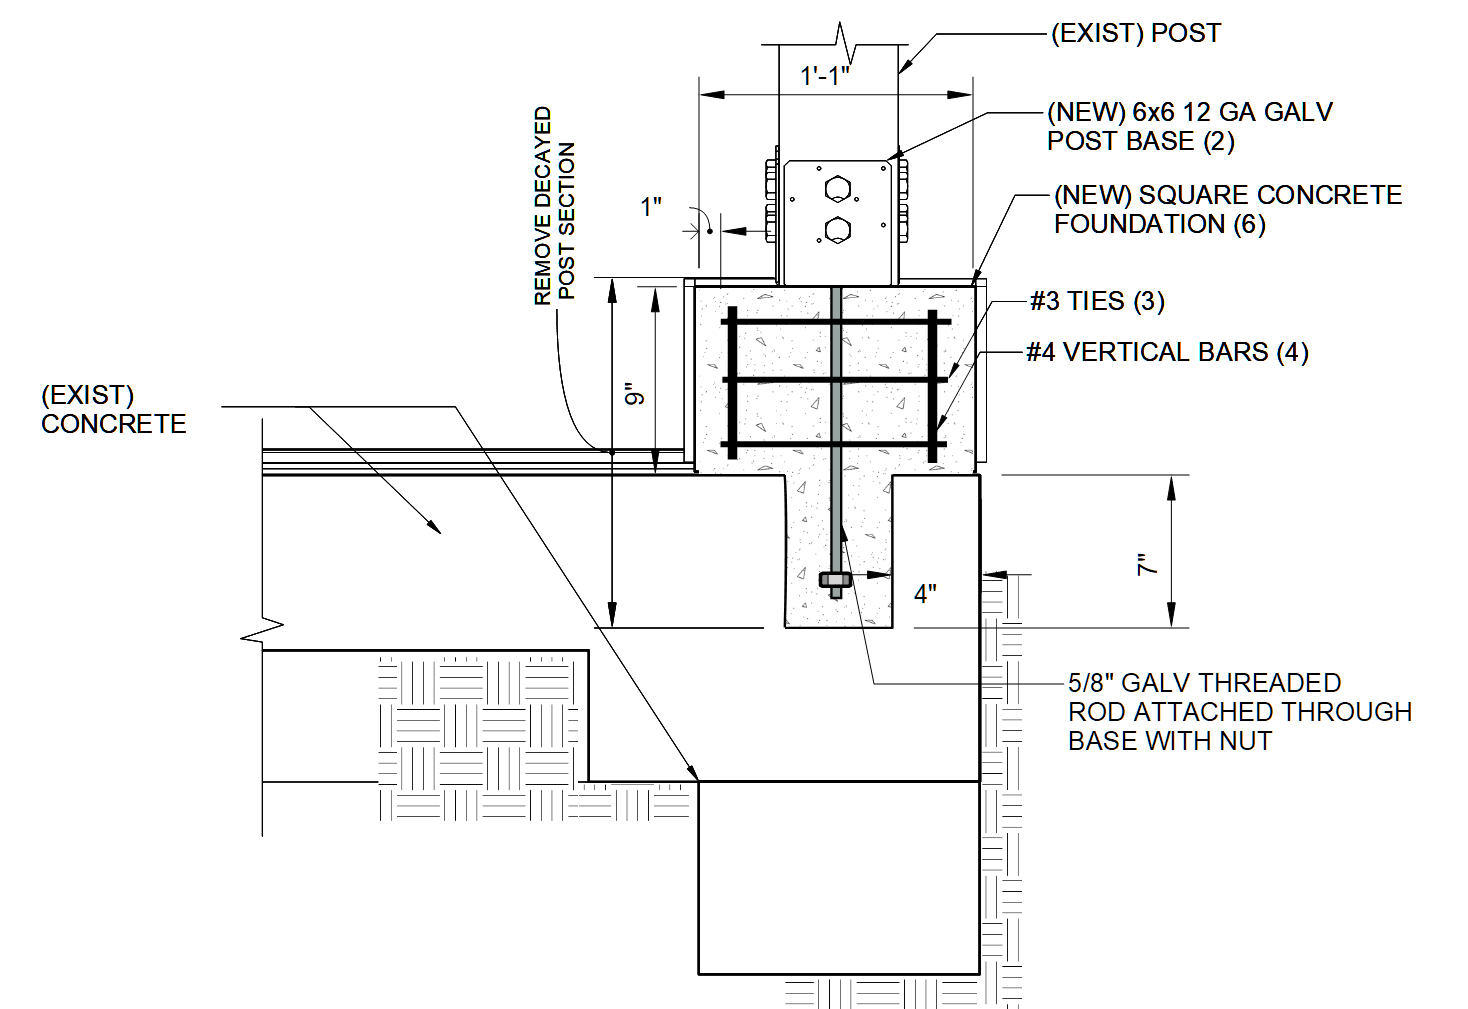 (EXIST) POST
1'-1"
(NEW) 6x6 12 GA GALV
POST BASE (2)
REMOVE DECAYED
POST SECTION
1"
(NEW) SQUARE CONCRETE
FOUNDATION (6)
#3 TIES (3)
#4 VERTICAL BARS (4)
9"
(EXIST)
CONCRETE
7"
4"
5/8" GALV THREADED
ROD ATTACHED THROUGH
BASE WITH NUT